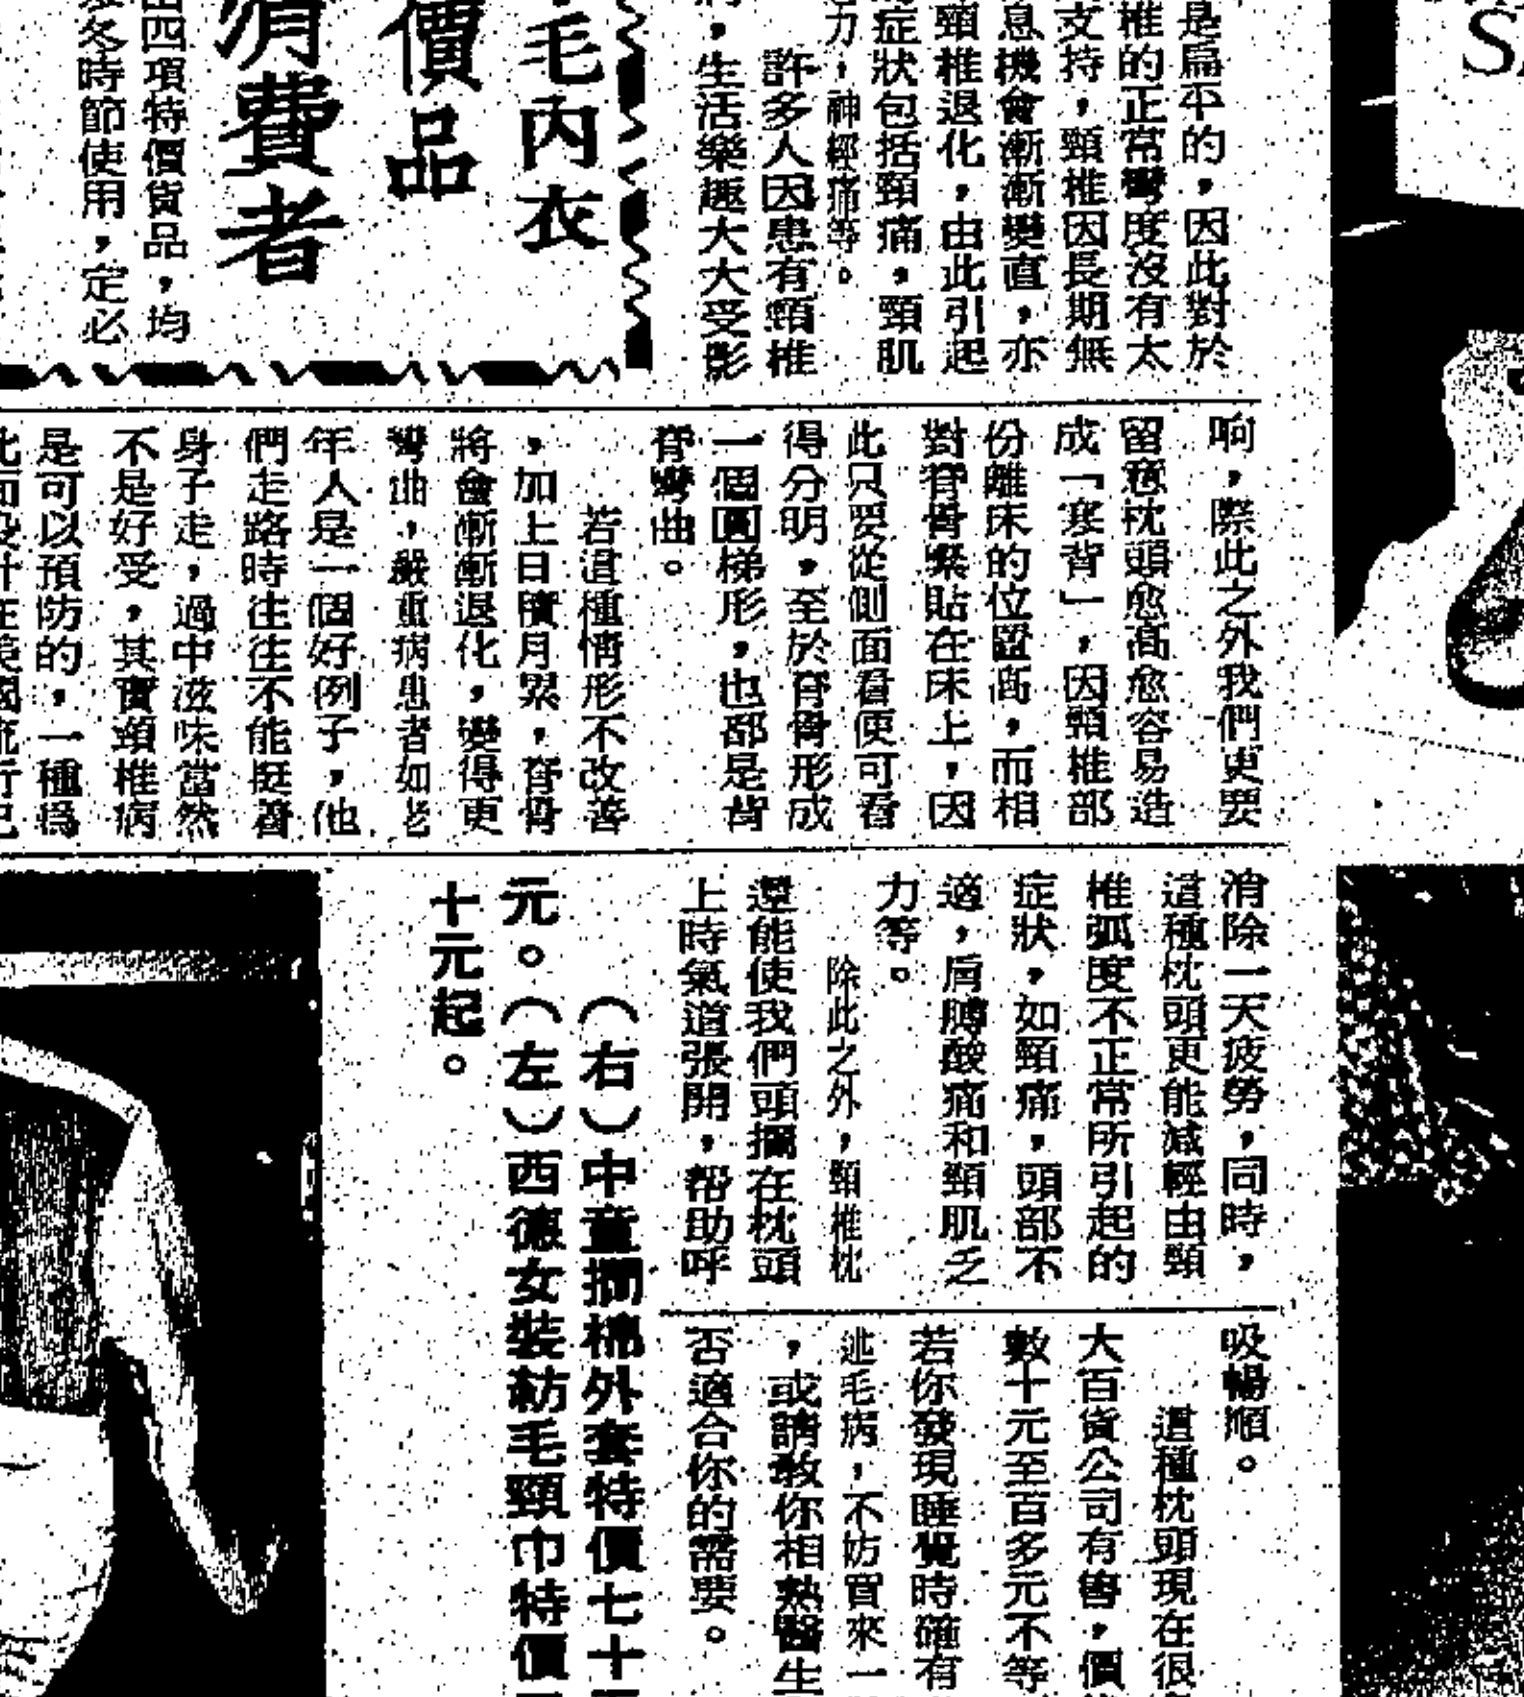 是扁平的，因此對於
椎的正常彎度沒有太
支持，頸椎因長期無
息機會漸漸變直，亦
頸椎退化，由此引起
症狀包括頸痛，頸肌
力，神經痛等。
許多人因患有頸椎
，生活樂趣大大受影
响，際此之外我們更要
留意枕頭愈高愈容易造
成「寒背」，因頸椎部
份離床的位置高，而相
對脊骨緊貼在床上，因
此只要從側面看便可看
得分明，至於脊骨形成
一個圓梯形，也都是背
脊彎曲。
若這種情形不改善
，加上日積月累，脊骨
將會漸漸退化，變得更
彎曲，嚴重病患者如老
年人是一個好例子，他
們走路時往往不能挺着
身子走，過中滋味當然
不是好受，其實頸椎病
是可以預防的，一種爲
消除一天疲勞，同時，
這種枕頭更能減輕由頸
椎弧度不正常所引起的
症狀，如頸痛，頭部不
適，肩膊酸痛和頸肌乏
力等。
除此之外，頸椎枕
還能使我們頭擱在枕頭
上時氣道張開，帮助呼
吸暢順。
這種枕頭現在很
大百貨公司有售，價
數十元至百多元不等
若你發現睡覺時確有
逃毛病，不妨買來一
，或請敎你相熟醫生
否適合你的需要。
毛內衣
價品
消費者
四項特價貨品，均
冬時節使用，定必
（右）中童擱棉外套特價七十
元。（左）西德女裝紡毛頸巾特價
十元起。